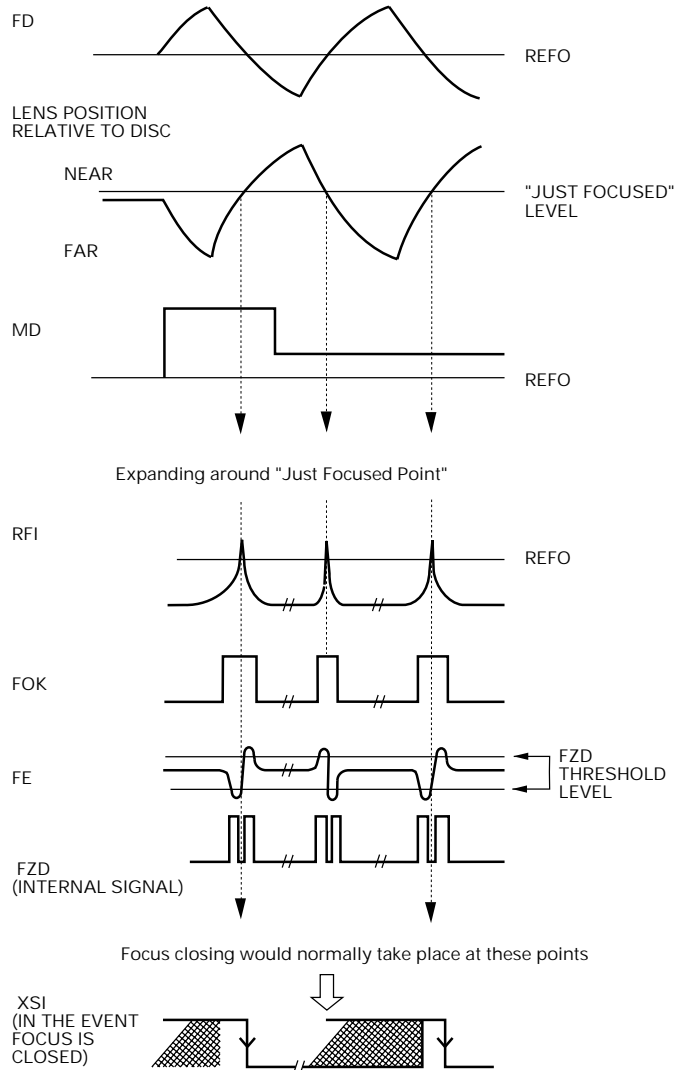 FD
REFO
LENS POSITION
RELATIVE TO DISC
NEAR
"JUST FOCUSED"
LEVEL
FAR
MD
REFO
Expanding around "Just Focused Point"
RFI
REFO
FOK
FZD
THRESHOLD
LEVEL
FE
FZD
(INTERNAL SIGNAL)
Focus closing would normally take place at these points
XSI
(IN THE EVENT
FOCUS IS
CLOSED)